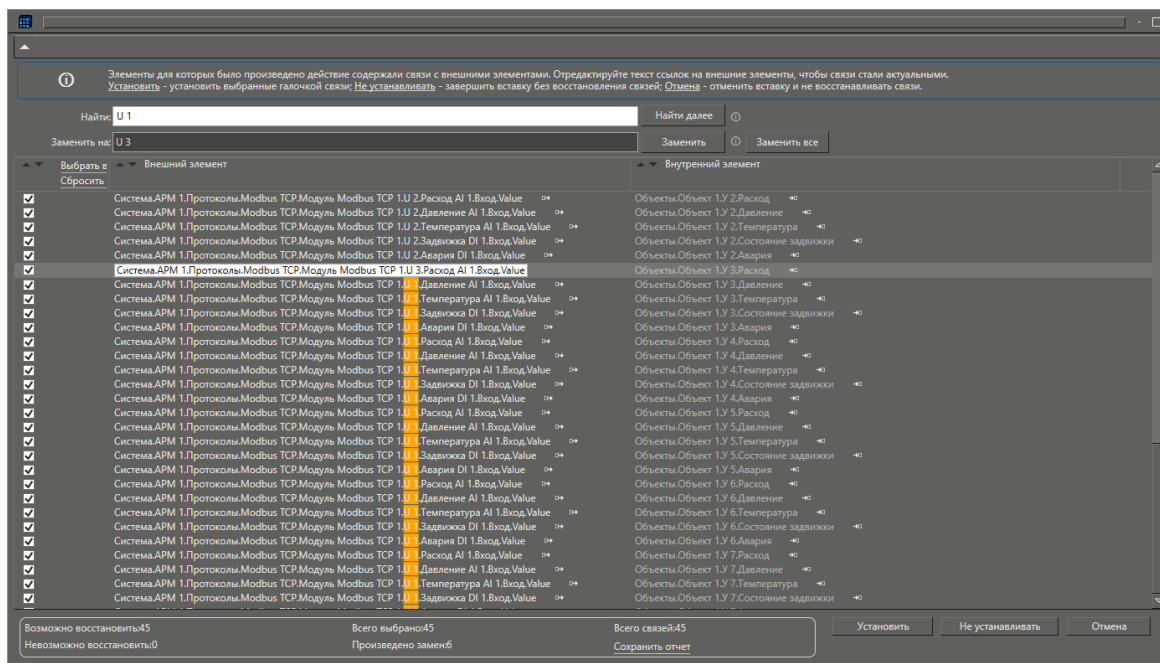 Элементы для которых было произведено действие содержали связи с внешними элементами. Отредактируйте текст ссылок на внешние элементы, чтобы связи стали актуальными.
Установить - установить выбранные галочкой связи; Не устанавливать - завершить вставку без восстановления связей; Отмена - отменить вставку и не восстанавливать связи.
Найти: U 1 Найти далее
Заменить на: U 3 Заменить Заменить все
Выбрать в Внешний элемент Внутренний элемент
Сбросить
Система.АРМ 1.Протоколы.Modbus TCP.Модуль Modbus TCP 1.U 2.Расход AI 1.Вход.Value Объекты.Объект 1.У 2.Расход
Система.АРМ 1.Протоколы.Modbus TCP.Модуль Modbus TCP 1.U 2.Давление AI 1.Вход.Value Объекты.Объект 1.У 2.Давление
Система.АРМ 1.Протоколы.Modbus TCP.Модуль Modbus TCP 1.U 2.Температура AI 1.Вход.Value Объекты.Объект 1.У 2.Температура
Система.АРМ 1.Протоколы.Modbus TCP.Модуль Modbus TCP 1.U 2.Задвижка DI 1.Вход.Value Объекты.Объект 1.У 2.Состояние задвижки
Система.АРМ 1.Протоколы.Modbus TCP.Модуль Modbus TCP 1.U 2.Авария DI 1.Вход.Value Объекты.Объект 1.У 2.Авария
Система.АРМ 1.Протоколы.Modbus TCP.Модуль Modbus TCP 1.U 3.Расход AI 1.Вход.Value Объекты.Объект 1.У 3.Расход
Система.АРМ 1.Протоколы.Modbus TCP.Модуль Modbus TCP 1.U 1.Давление AI 1.Вход.Value Объекты.Объект 1.У 3.Давление
Система.АРМ 1.Протоколы.Modbus TCP.Модуль Modbus TCP 1.U 1.Температура AI 1.Вход.Value Объекты.Объект 1.У 3.Температура
Система.АРМ 1.Протоколы.Modbus TCP.Модуль Modbus TCP 1.U 1.Задвижка DI 1.Вход.Value Объекты.Объект 1.У 3.Состояние задвижки
Система.АРМ 1.Протоколы.Modbus TCP.Модуль Modbus TCP 1.U 1.Авария DI 1.Вход.Value Объекты.Объект 1.У 3.Авария
Система.АРМ 1.Протоколы.Modbus TCP.Модуль Modbus TCP 1.U 1.Расход AI 1.Вход.Value Объекты.Объект 1.У 4.Расход
Система.АРМ 1.Протоколы.Modbus TCP.Модуль Modbus TCP 1.U 1.Давление AI 1.Вход.Value Объекты.Объект 1.У 4.Давление
Система.АРМ 1.Протоколы.Modbus TCP.Модуль Modbus TCP 1.U 1.Температура AI 1.Вход.Value Объекты.Объект 1.У 4.Температура
Система.АРМ 1.Протоколы.Modbus TCP.Модуль Modbus TCP 1.U 1.Задвижка DI 1.Вход.Value Объекты.Объект 1.У 4.Состояние задвижки
Система.АРМ 1.Протоколы.Modbus TCP.Модуль Modbus TCP 1.U 1.Авария DI 1.Вход.Value Объекты.Объект 1.У 4.Авария
Система.АРМ 1.Протоколы.Modbus TCP.Модуль Modbus TCP 1.U 1.Расход AI 1.Вход.Value Объекты.Объект 1.У 5.Расход
Система.АРМ 1.Протоколы.Modbus TCP.Модуль Modbus TCP 1.U 1.Давление AI 1.Вход.Value Объекты.Объект 1.У 5.Давление
Система.АРМ 1.Протоколы.Modbus TCP.Модуль Modbus TCP 1.U 1.Температура AI 1.Вход.Value Объекты.Объект 1.У 5.Температура
Система.АРМ 1.Протоколы.Modbus TCP.Модуль Modbus TCP 1.U 1.Задвижка DI 1.Вход.Value Объекты.Объект 1.У 5.Состояние задвижки
Система.АРМ 1.Протоколы.Modbus TCP.Модуль Modbus TCP 1.U 1.Авария DI 1.Вход.Value Объекты.Объект 1.У 5.Авария
Система.АРМ 1.Протоколы.Modbus TCP.Модуль Modbus TCP 1.U 1.Расход AI 1.Вход.Value Объекты.Объект 1.У 6.Расход
Система.АРМ 1.Протоколы.Modbus TCP.Модуль Modbus TCP 1.U 1.Давление AI 1.Вход.Value Объекты.Объект 1.У 6.Давление
Система.АРМ 1.Протоколы.Modbus TCP.Модуль Modbus TCP 1.U 1.Температура AI 1.Вход.Value Объекты.Объект 1.У 6.Температура
Система.АРМ 1.Протоколы.Modbus TCP.Модуль Modbus TCP 1.U 1.Задвижка DI 1.Вход.Value Объекты.Объект 1.У 6.Состояние задвижки
Система.АРМ 1.Протоколы.Modbus TCP.Модуль Modbus TCP 1.U 1.Авария DI 1.Вход.Value Объекты.Объект 1.У 6.Авария
Система.АРМ 1.Протоколы.Modbus TCP.Модуль Modbus TCP 1.U 1.Расход AI 1.Вход.Value Объекты.Объект 1.У 7.Расход
Система.АРМ 1.Протоколы.Modbus TCP.Модуль Modbus TCP 1.U 1.Давление AI 1.Вход.Value Объекты.Объект 1.У 7.Давление
Система.АРМ 1.Протоколы.Modbus TCP.Модуль Modbus TCP 1.U 1.Температура AI 1.Вход.Value Объекты.Объект 1.У 7.Температура
Система.АРМ 1.Протоколы.Modbus TCP.Модуль Modbus TCP 1.U 1.Задвижка DI 1.Вход.Value Объекты.Объект 1.У 7.Состояние задвижки
Возможно восстановить:45 Всего выбрано:45 Всего связей:45 Установить Не устанавливать Отмена
Невозможно восстановить:0 Произведено замен:6 Сохранить отчет